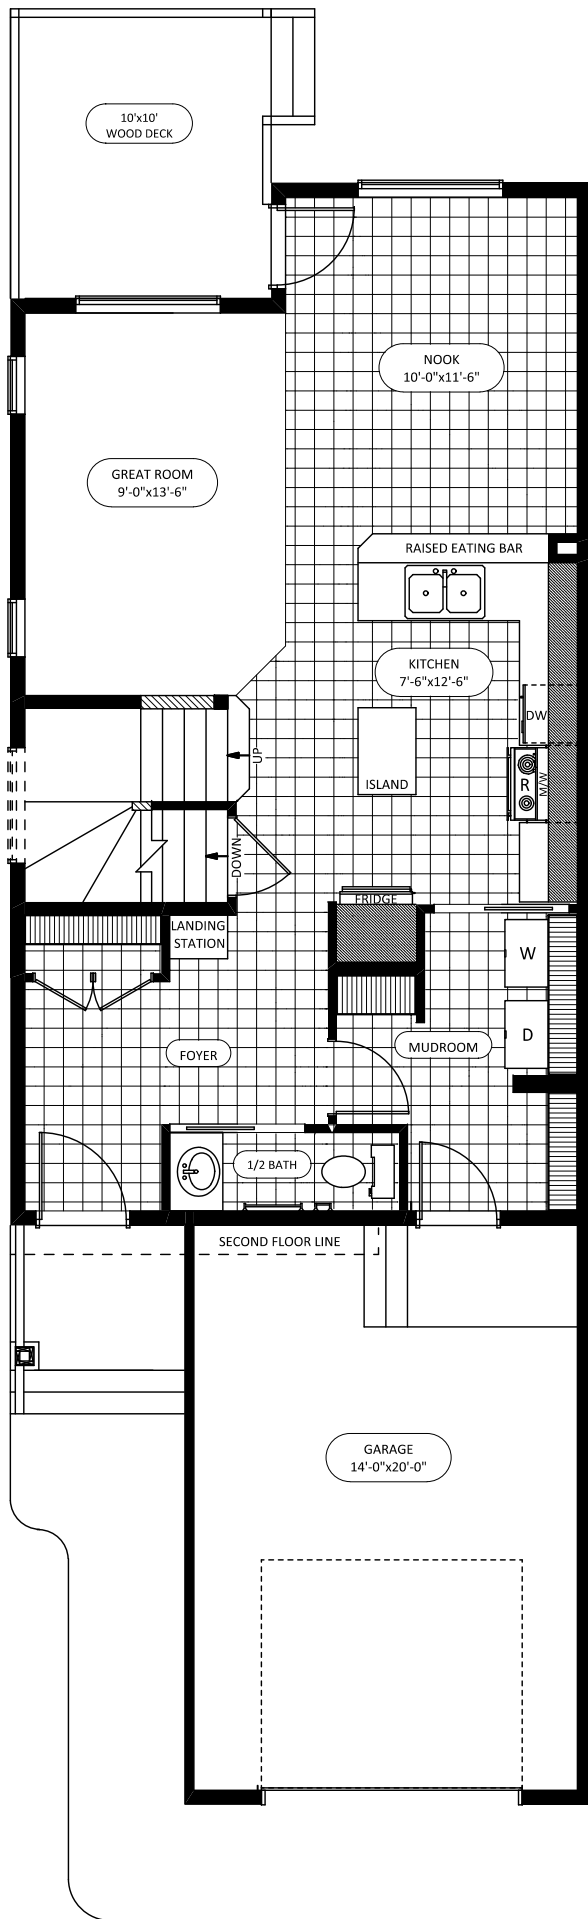 10'x10'
WOOD DECK
NOOK
10'-0"x11'-6"
GREAT ROOM
9'-0"x13'-6"
RAISED EATING BAR
KITCHEN
7'-6"x12'-6"
DW
UP
ISLAND
R
M/W
DOWN
FRIDGE
LANDING
STATION
W
D
FOYER
MUDROOM
1/2 BATH
SECOND FLOOR LINE
GARAGE
14'-0"x20'-0"